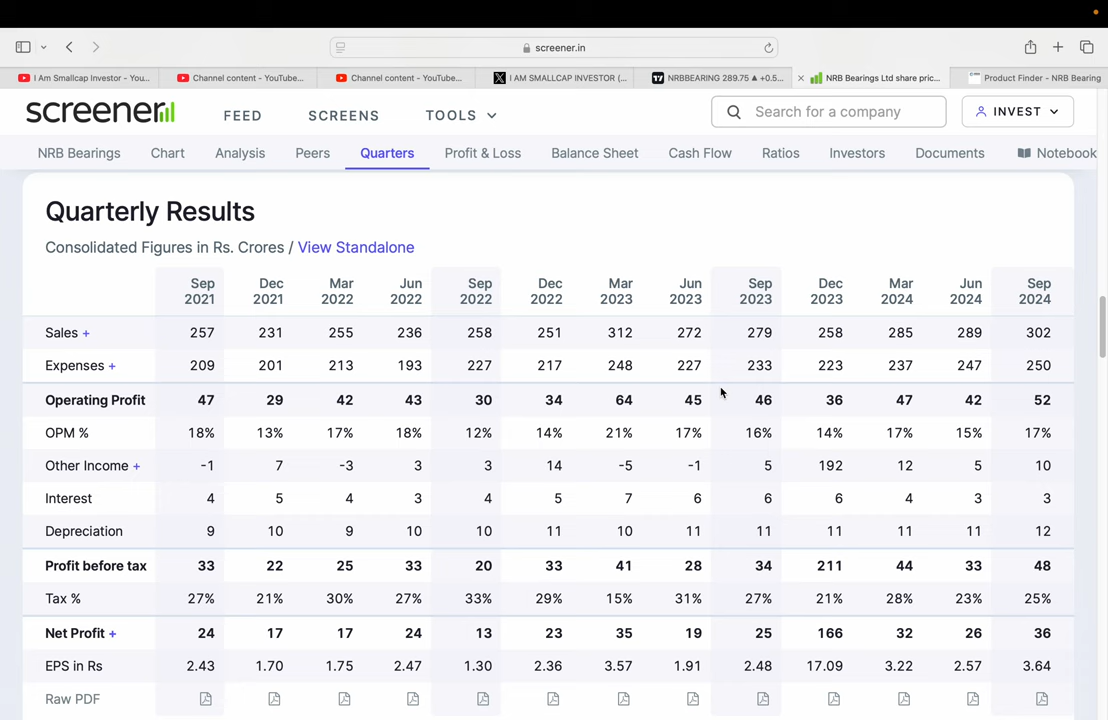 screener.in
I Am Smallcap Investor - You...
Channel content - YouTube...
Channel content - YouTube...
I AM SMALLCAP INVESTOR (...
NRBBEARING 289.75 ▲ +0.5...
NRB Bearings Ltd share pric...
Product Finder - NRB Bearing
screener
FEED
SCREENS
TOOLS
Search for a company
INVEST
NRB Bearings
Chart
Analysis
Peers
Quarters
Profit & Loss
Balance Sheet
Cash Flow
Ratios
Investors
Documents
Notebook
Quarterly Results
Consolidated Figures in Rs. Crores / View Standalone
Sep Dec Mar Jun Sep Dec Mar Jun Sep Dec Mar Jun Sep
2021 2021 2022 2022 2022 2022 2023 2023 2023 2023 2024 2024 2024
Sales + 257 231 255 236 258 251 312 272 279 258 285 289 302
Expenses + 209 201 213 193 227 217 248 227 233 223 237 247 250
Operating Profit 47 29 42 43 30 34 64 45 46 36 47 42 52
OPM % 18% 13% 17% 18% 12% 14% 21% 17% 16% 14% 17% 15% 17%
Other Income + -1 7 -3 3 3 14 -5 -1 5 192 12 5 10
Interest 4 5 4 3 4 5 7 6 6 6 4 3 3
Depreciation 9 10 9 10 10 11 10 11 11 11 11 11 12
Profit before tax 33 22 25 33 20 33 41 28 34 211 44 33 48
Tax % 27% 21% 30% 27% 33% 29% 15% 31% 27% 21% 28% 23% 25%
Net Profit + 24 17 17 24 13 23 35 19 25 166 32 26 36
EPS in Rs 2.43 1.70 1.75 2.47 1.30 2.36 3.57 1.91 2.48 17.09 3.22 2.57 3.64
Raw PDF